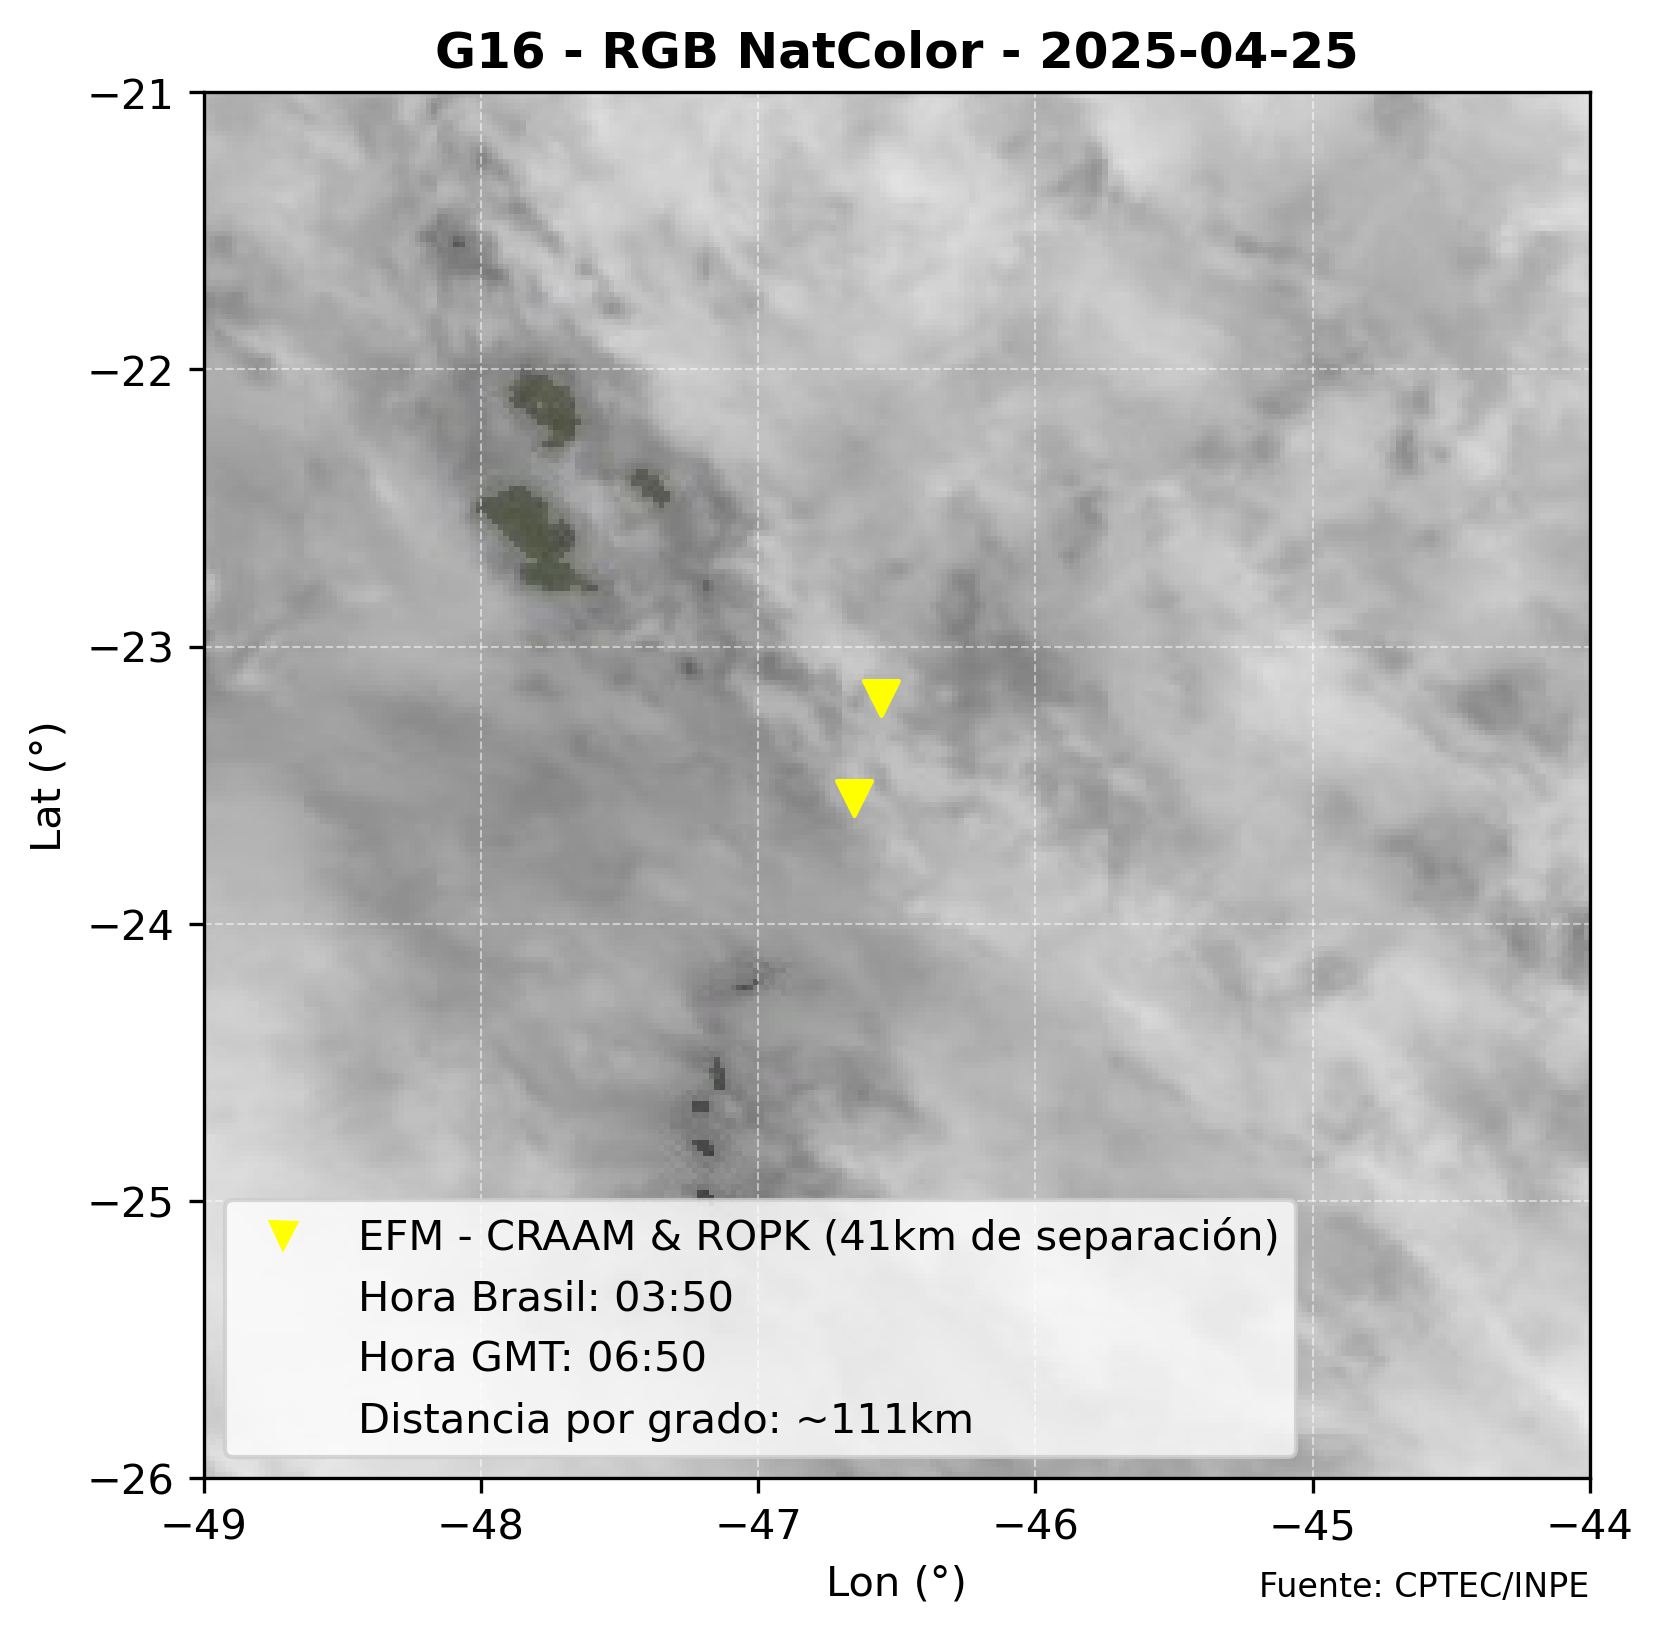 G16 - RGB NatColor - 2025-04-25
−21
−22
−23
−24
−25
−26
Lat (°)
EFM - CRAAM & ROPK (41km de separación)
Hora Brasil: 03:50
Hora GMT: 06:50
Distancia por grado: ~111km
−49 −48 −47 −46 −45 −44
Lon (°)
Fuente: CPTEC/INPE